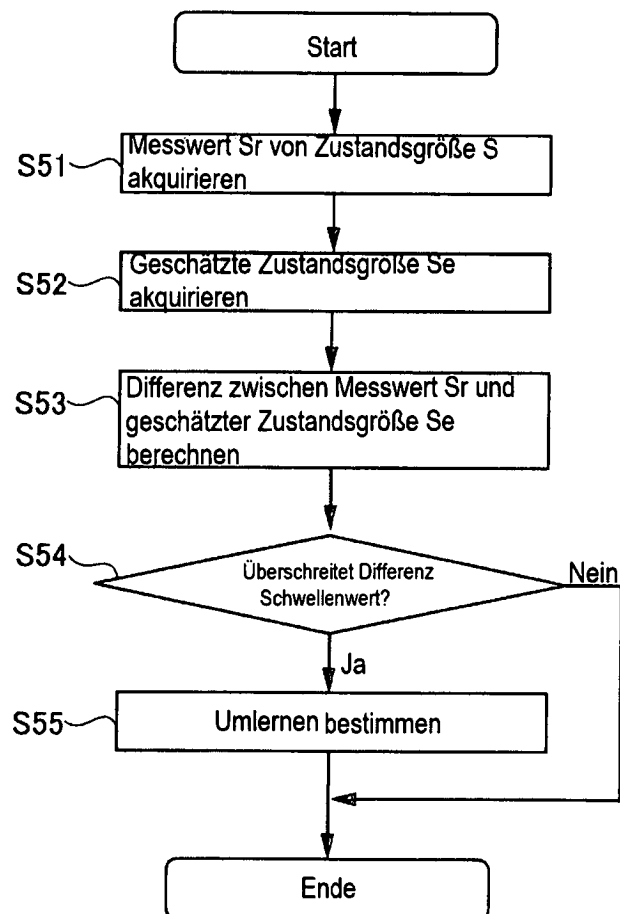 Start
S51
Messwert Sr von Zustandsgröße S
akquirieren
S52
Geschätzte Zustandsgröße Se
akquirieren
S53
Differenz zwischen Messwert Sr und
geschätzter Zustandsgröße Se
berechnen
S54
Überschreitet Differenz
Schwellenwert?
Nein
Ja
S55
Umlernen bestimmen
Ende